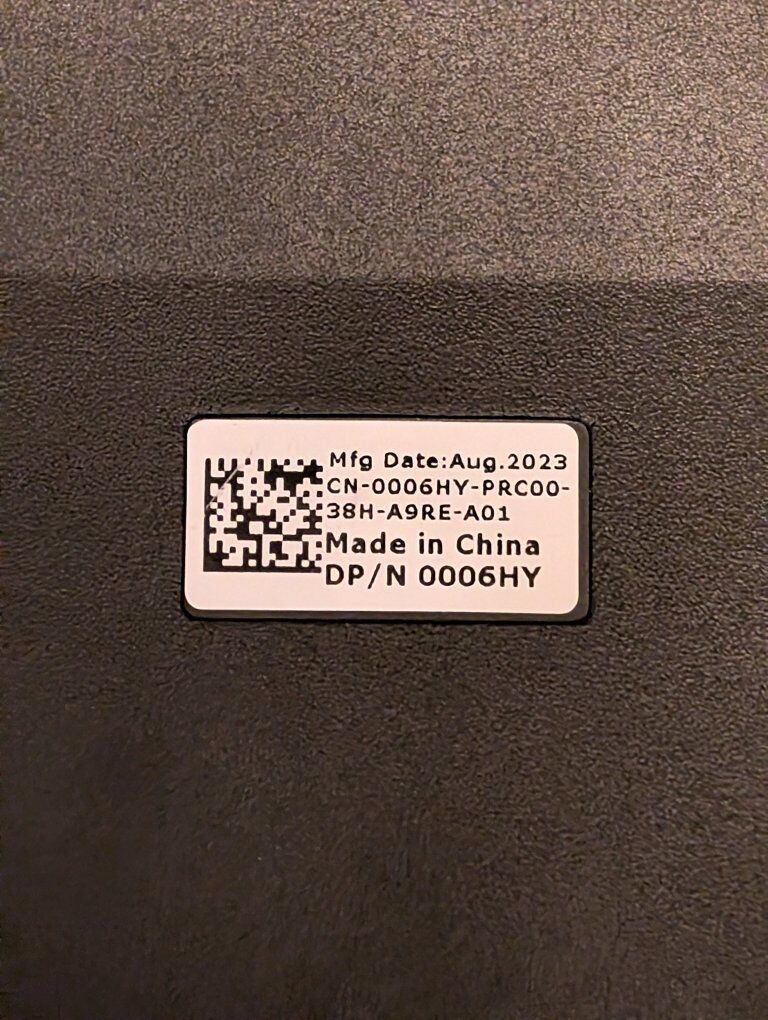 Mfg Date:Aug.2023
CN-0006HY-PRC00-
38H-A9RE-A01
Made in China
DP/N 0006HY